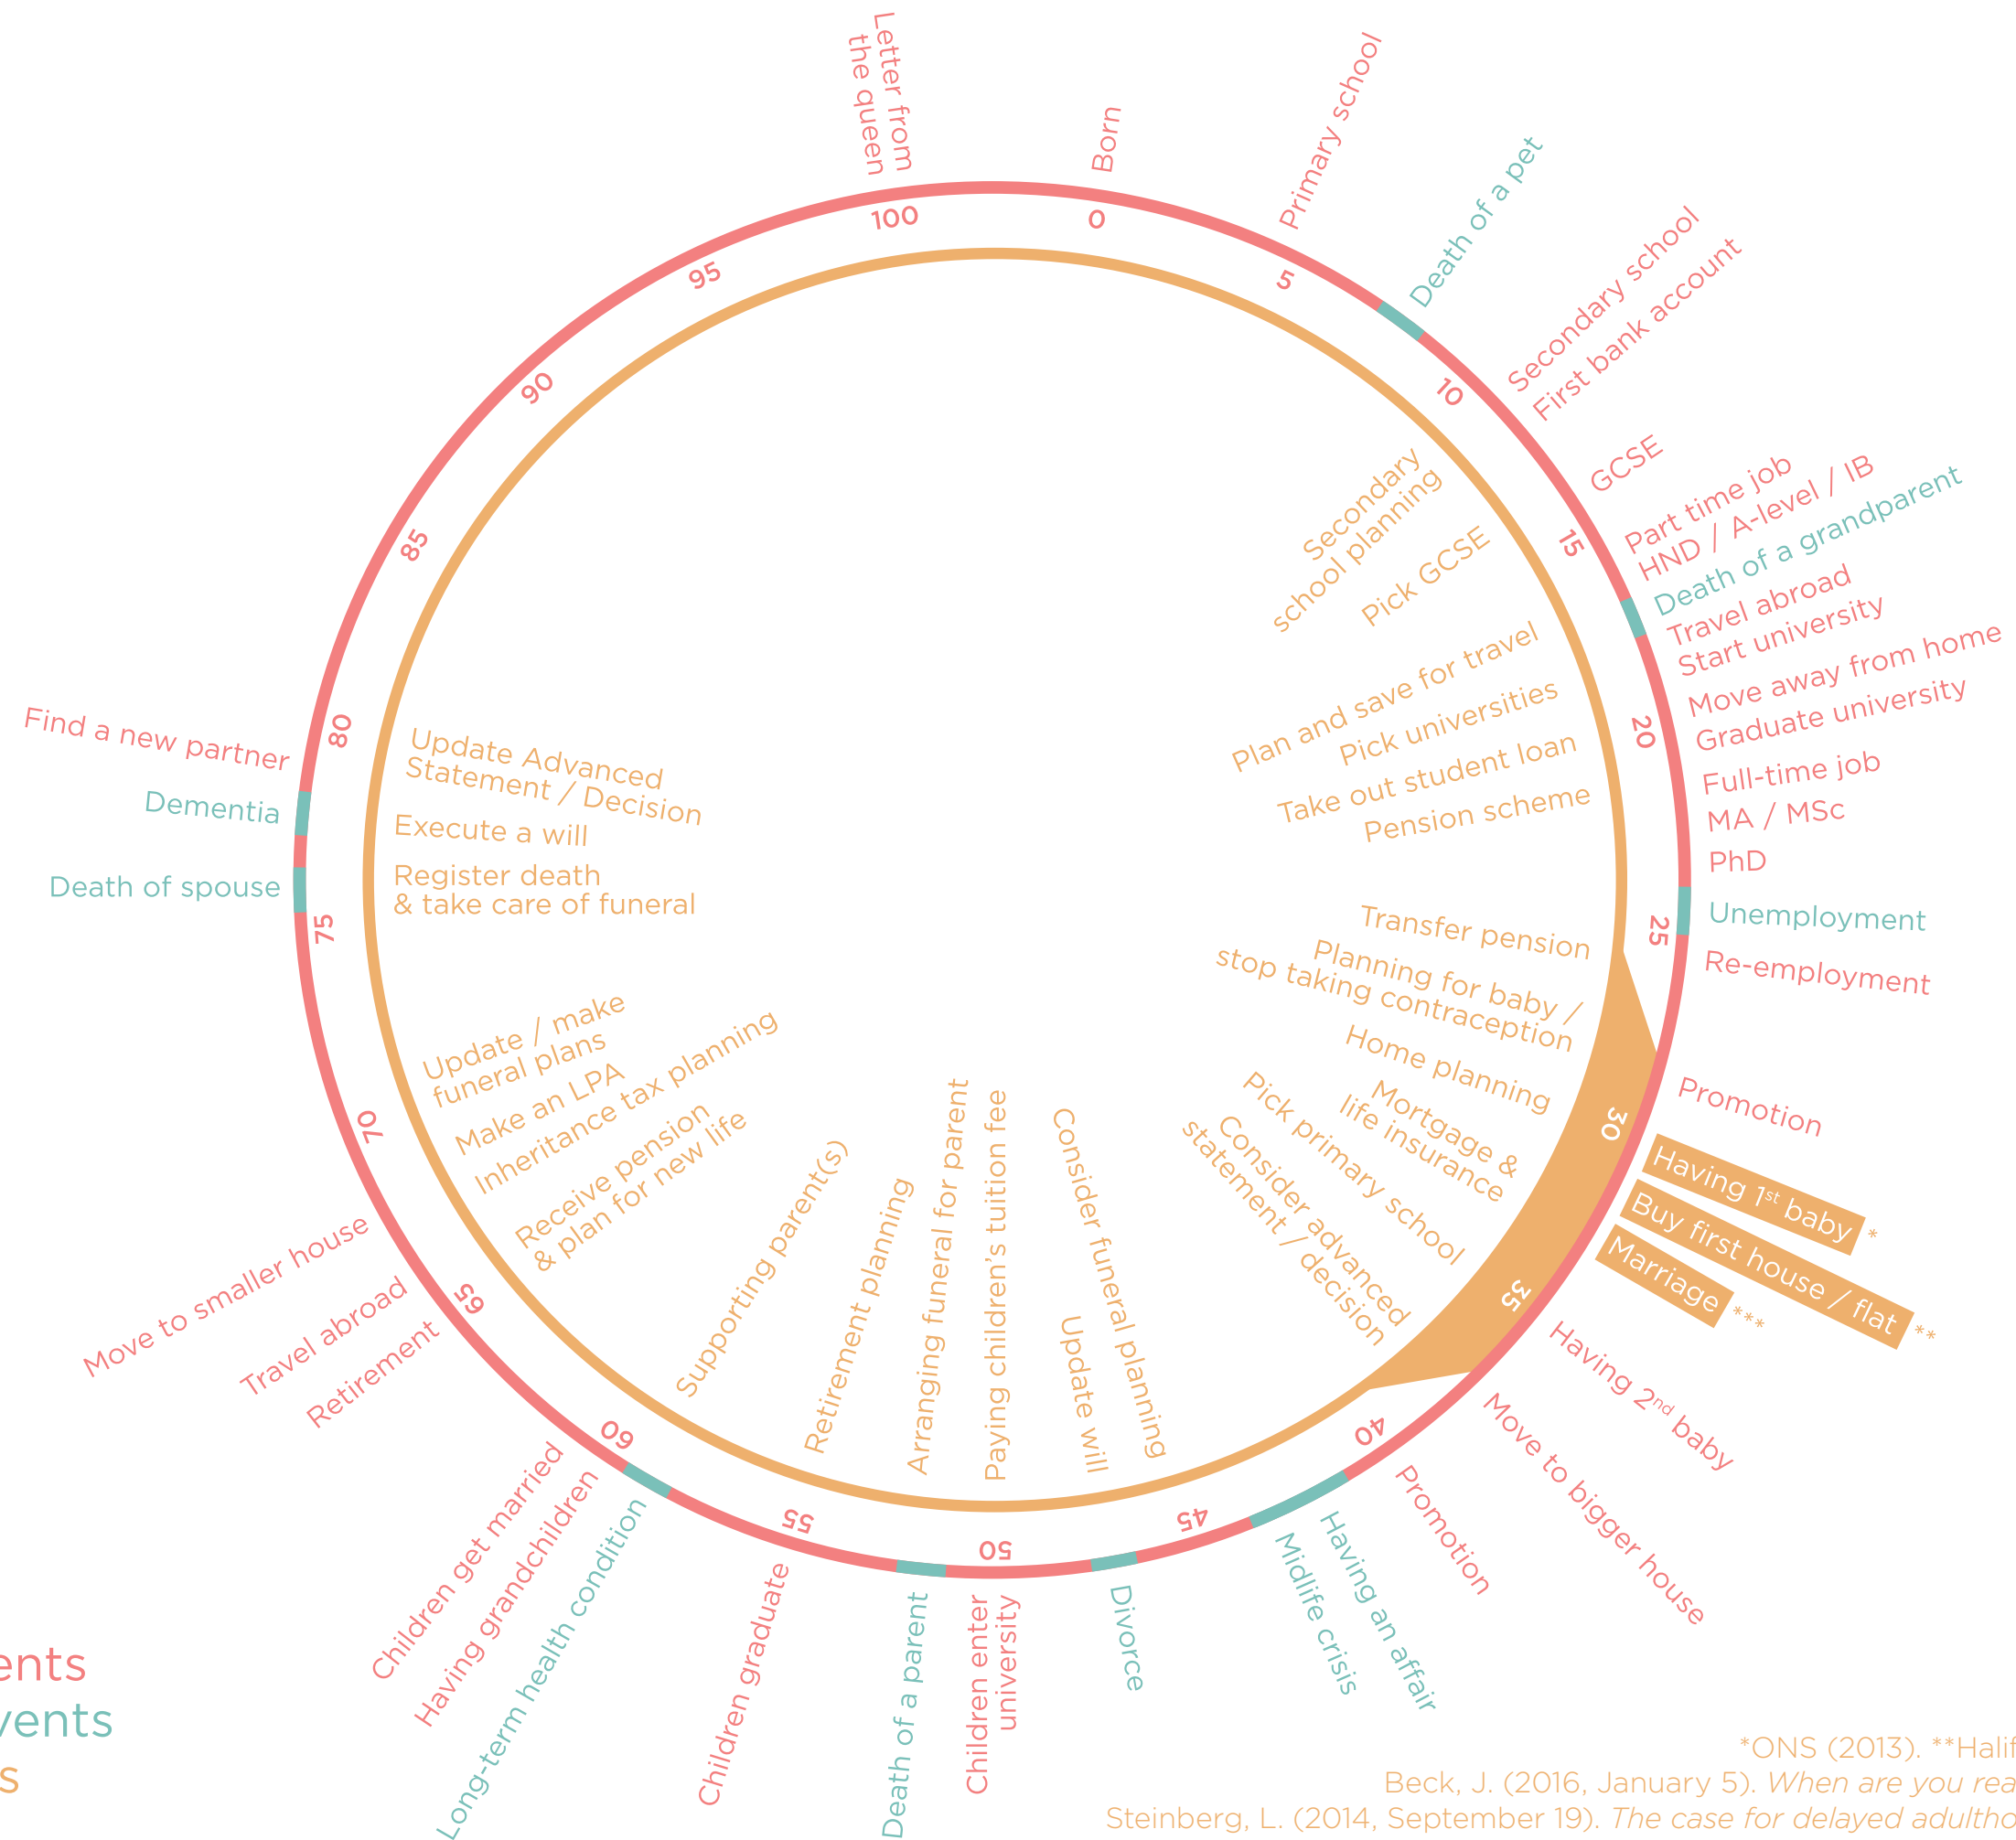 Letter from
the queen
Born
Primary school
Death of a pet
Secondary school
First bank account
GCSE
Part time job
HND / A-level / IB
Death of a grandparent
Travel abroad
Start university
Move away from home
Graduate university
Full-time job
MA / MSc
PhD
Unemployment
Re-employment
Promotion
Having 1st baby *
Buy first house / flat **
Marriage ***
Having 2nd baby
Move to bigger house
Promotion
Having an affair
Midlife crisis
Divorce
Children enter
university
Death of a parent
Children graduate
Long-term health condition
Having grandchildren
Children get married
Retirement
Travel abroad
Move to smaller house
Death of spouse
Dementia
Find a new partner
0
5
10
15
20
25
30
35
40
45
50
55
60
65
70
75
80
85
90
95
100
Secondary
school planning
Pick GCSE
Plan and save for travel
Pick universities
Take out student loan
Pension scheme
Transfer pension
Planning for baby /
stop taking contraception
Home planning
Mortgage &
life insurance
Pick primary school
Consider advanced
statement / decision
Consider funeral planning
Update will
Paying children's tuition fee
Arranging funeral for parent
Retirement planning
Supporting parent(s)
Receive pension
& plan for new life
Inheritance tax planning
Make an LPA
Update / make
funeral plans
Register death
& take care of funeral
Execute a will
Update Advanced
Statement / Decision
ents
vents
s
*ONS (2013). **Halif
Beck, J. (2016, January 5). When are you rea
Steinberg, L. (2014, September 19). The case for delayed adultho